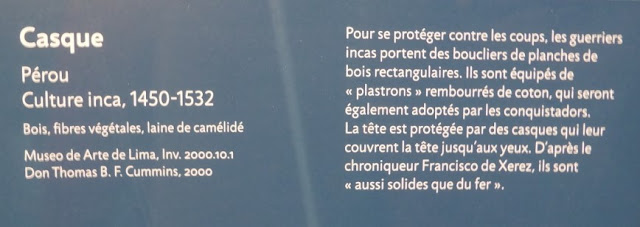 Casque
Pérou
Culture inca, 1450-1532
Bois, fibres végétales, laine de camélidé
Museo de Arte de Lima, Inv. 2000.10.1
Don Thomas B. F. Cummins, 2000
Pour se protéger contre les coups, les guerriers
incas portent des boucliers de planches de
bois rectangulaires. Ils sont équipés de
« plastrons » rembourrés de coton, qui seront
également adoptés par les conquistadors.
La tête est protégée par des casques qui leur
couvrent la tête jusqu'aux yeux. D'après le
chroniqueur Francisco de Xerez, ils sont
« aussi solides que du fer ».